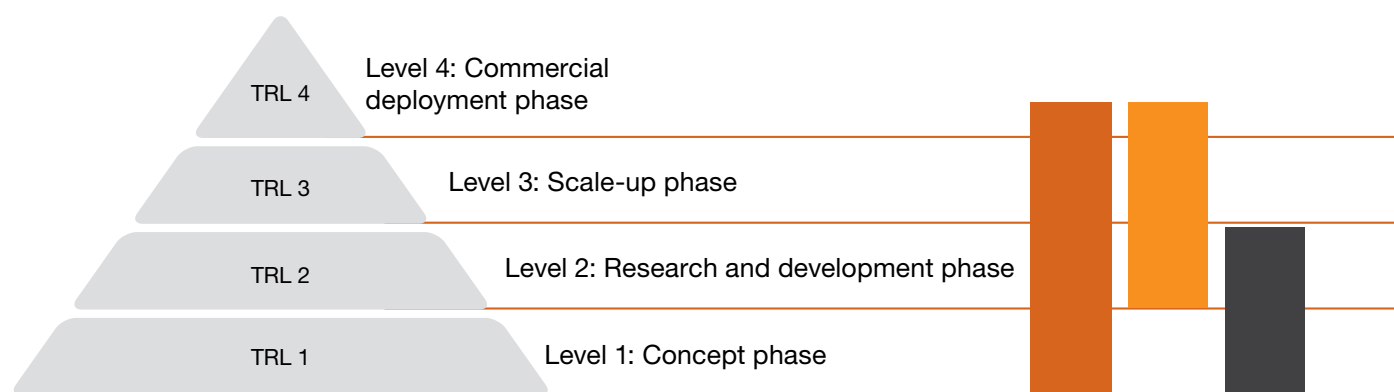 TRL 4
Level 4: Commercial
deployment phase
TRL 3
Level 3: Scale-up phase
TRL 2
Level 2: Research and development phase
TRL 1
Level 1: Concept phase